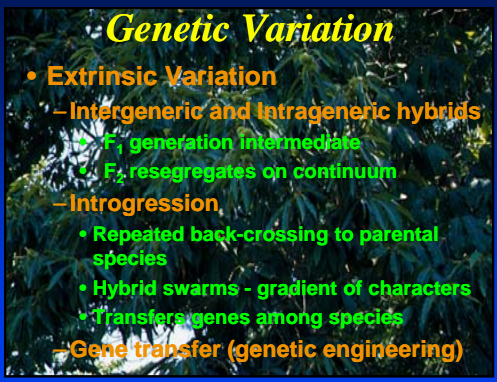 Genetic Variation
• Extrinsic Variation
–Intergeneric and Intrageneric hybrids
• F₁ generation intermediate
• F₂ resegregates on continuum
–Introgression
• Repeated back-crossing to parental
species
• Hybrid swarms - gradient of characters
• Transfers genes among species
–Gene transfer (genetic engineering)